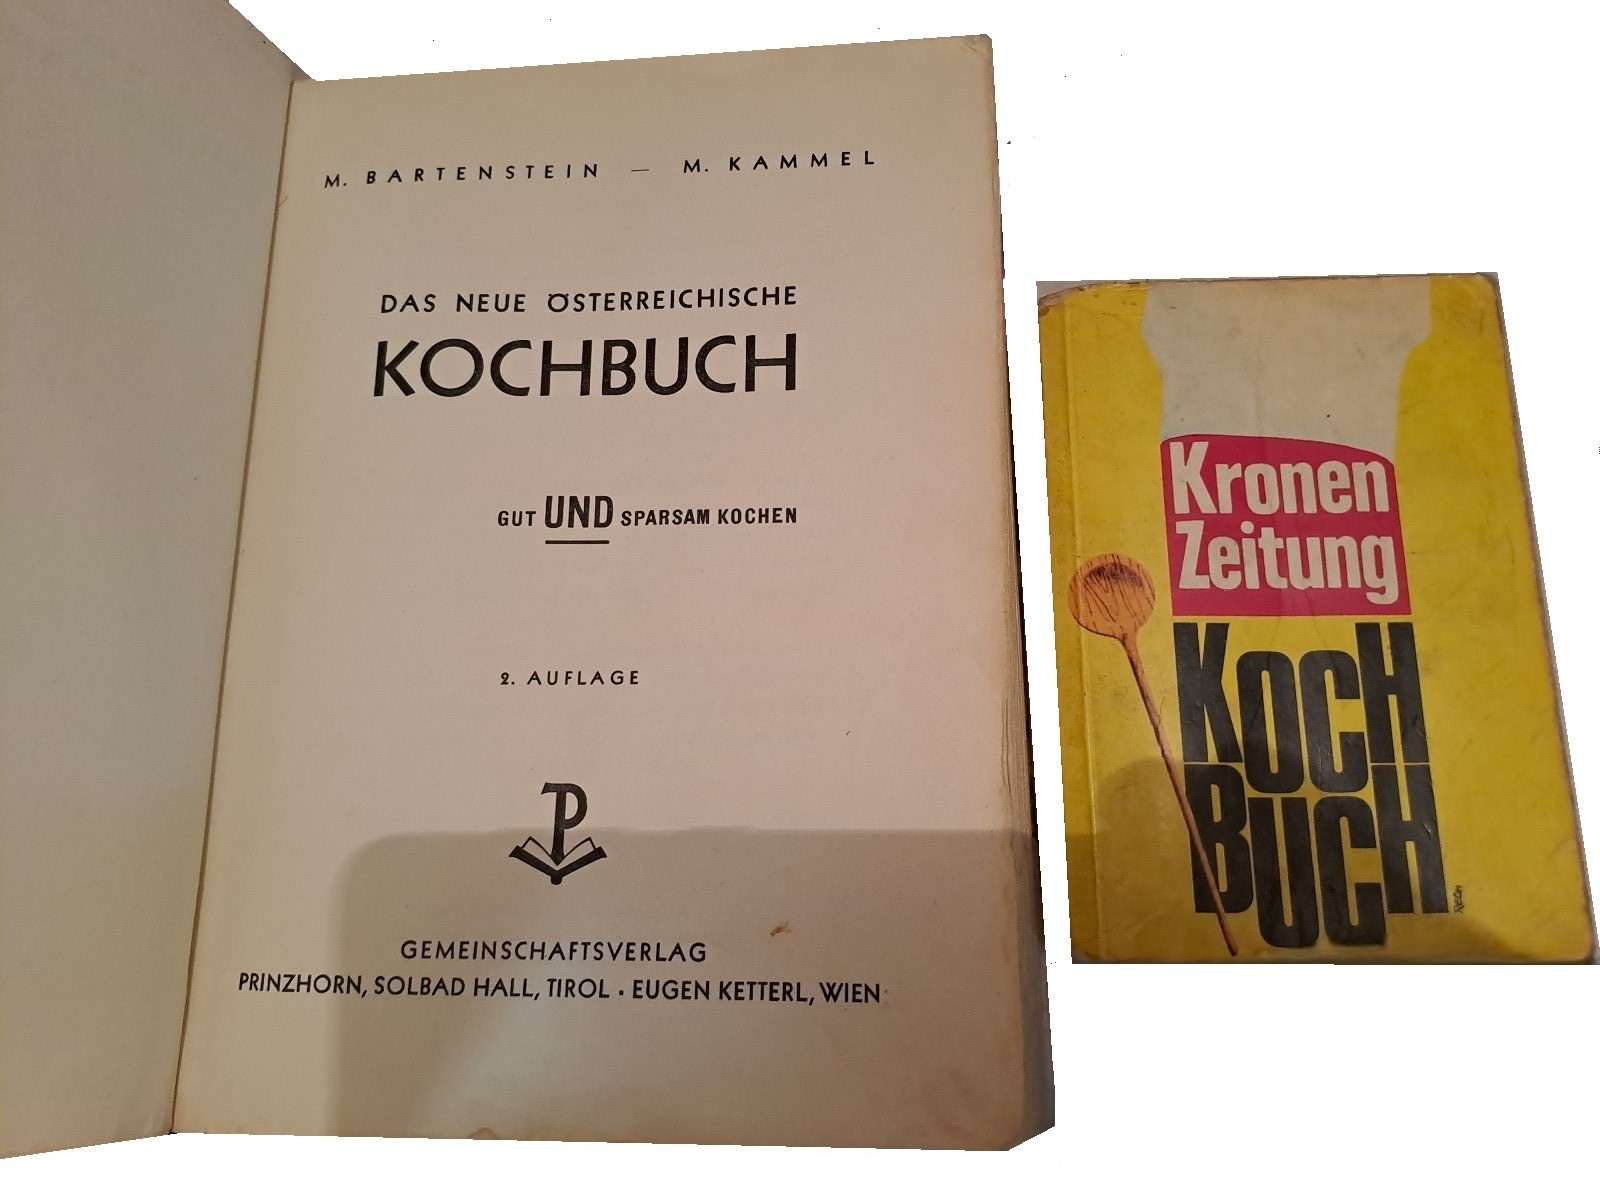 M. BARTENSTEIN — M. KAMMEL
DAS NEUE ÖSTERREICHISCHE
KOCHBUCH
GUT UND SPARSAM KOCHEN
2. AUFLAGE
P
GEMEINSCHAFTSVERLAG
PRINZHORN, SOLBAD HALL, TIROL · EUGEN KETTERL, WIEN
Kronen
Zeitung
KOCH
BUCH